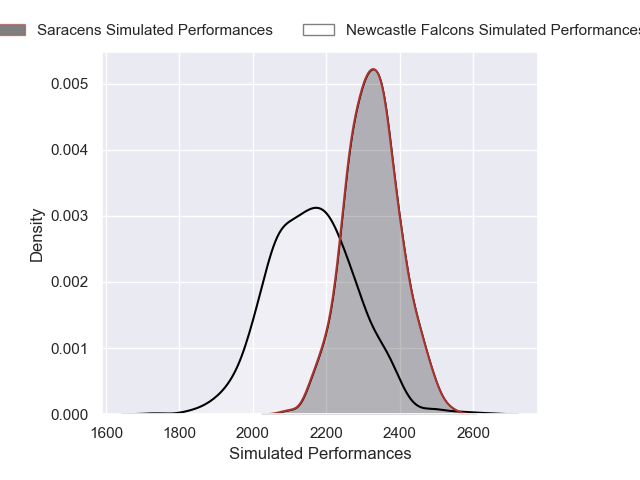 Saracens Simulated Performances
Newcastle Falcons Simulated Performances
0.005
0.004
0.003
0.002
0.001
0.000
Density
1600 1800 2000 2200 2400 2600
Simulated Performances